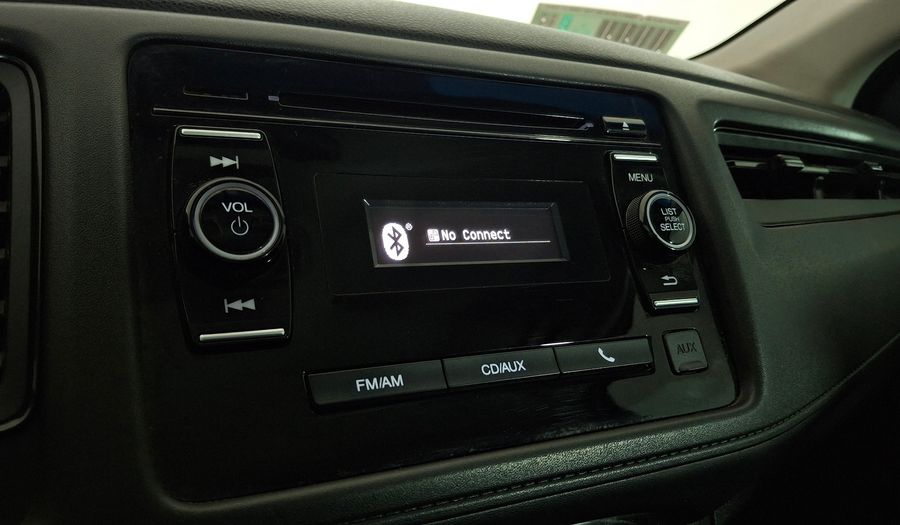 VOL
MENU
LIST
PUSH
SELECT
No Connect
FM/AM
CD/AUX
AUX